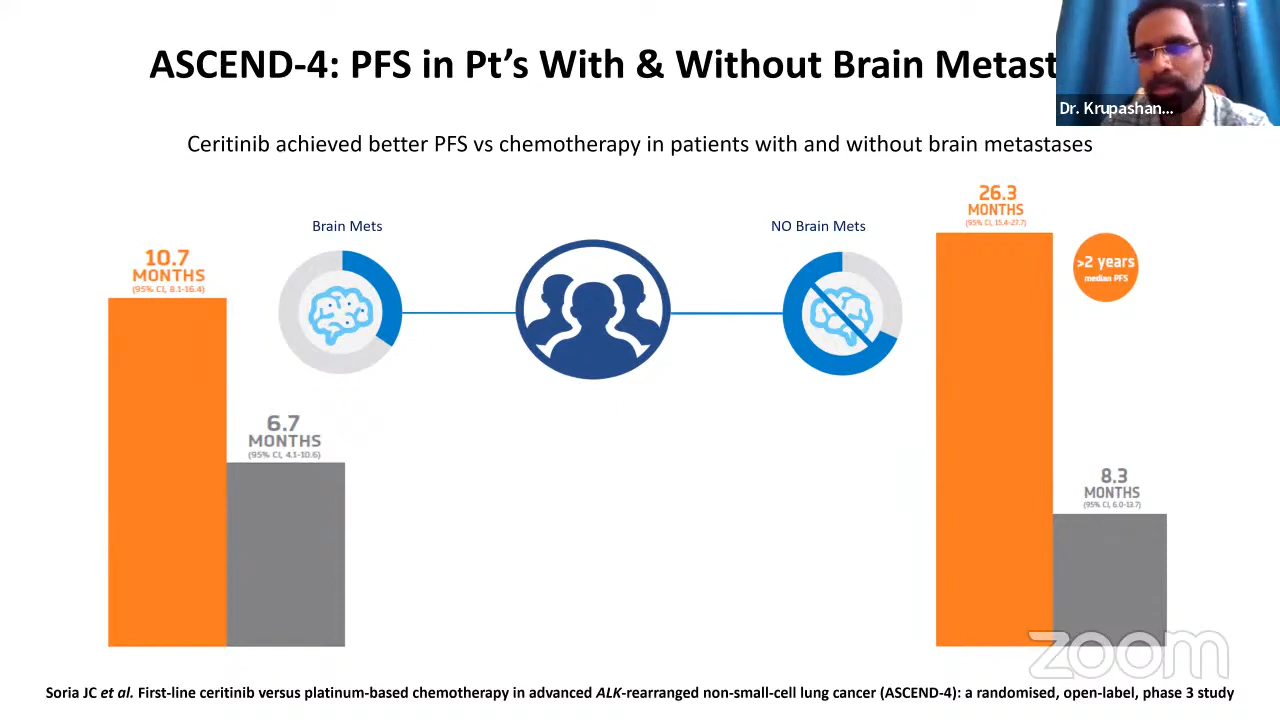 ASCEND-4: PFS in Pt's With & Without Brain Metast
Dr. Krupashan...
Ceritinib achieved better PFS vs chemotherapy in patients with and without brain metastases
Brain Mets
NO Brain Mets
10.7
MONTHS
(95% CI, 8.1-16.4)
6.7
MONTHS
(95% CI, 4.1-10.6)
26.3
MONTHS
(95% CI, 15.4-27.7)
>2 years
median PFS
8.3
MONTHS
(95% CI, 6.0-13.7)
zoom
Soria JC et al. First-line ceritinib versus platinum-based chemotherapy in advanced ALK-rearranged non-small-cell lung cancer (ASCEND-4): a randomised, open-label, phase 3 study